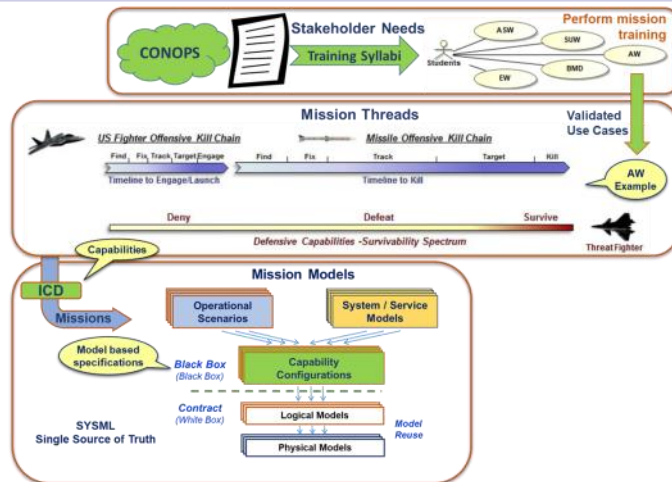 Stakeholder Needs
Perform mission
training
CONOPS
Training Syllabi
Students
ASW
SUW
AW
EW
BMD
Mission Threads
Validated
Use Cases
US Fighter Offensive Kill Chain
Missile Offensive Kill Chain
Find Fix Track Target Engage
Find Fix Track Target Kill
Timeline to Engage/Launch
Timeline to Kill
AW
Example
Deny Defeat Survive
Defensive Capabilities -Survivability Spectrum
Threat Fighter
Capabilities
ICD
Missions
Mission Models
Operational
Scenarios
System / Service
Models
Model based
specifications
Black Box
(Black Box)
Capability
Configurations
Contract
(White Box)
Logical Models
Model
Reuse
SYSML
Single Source of Truth
Physical Models